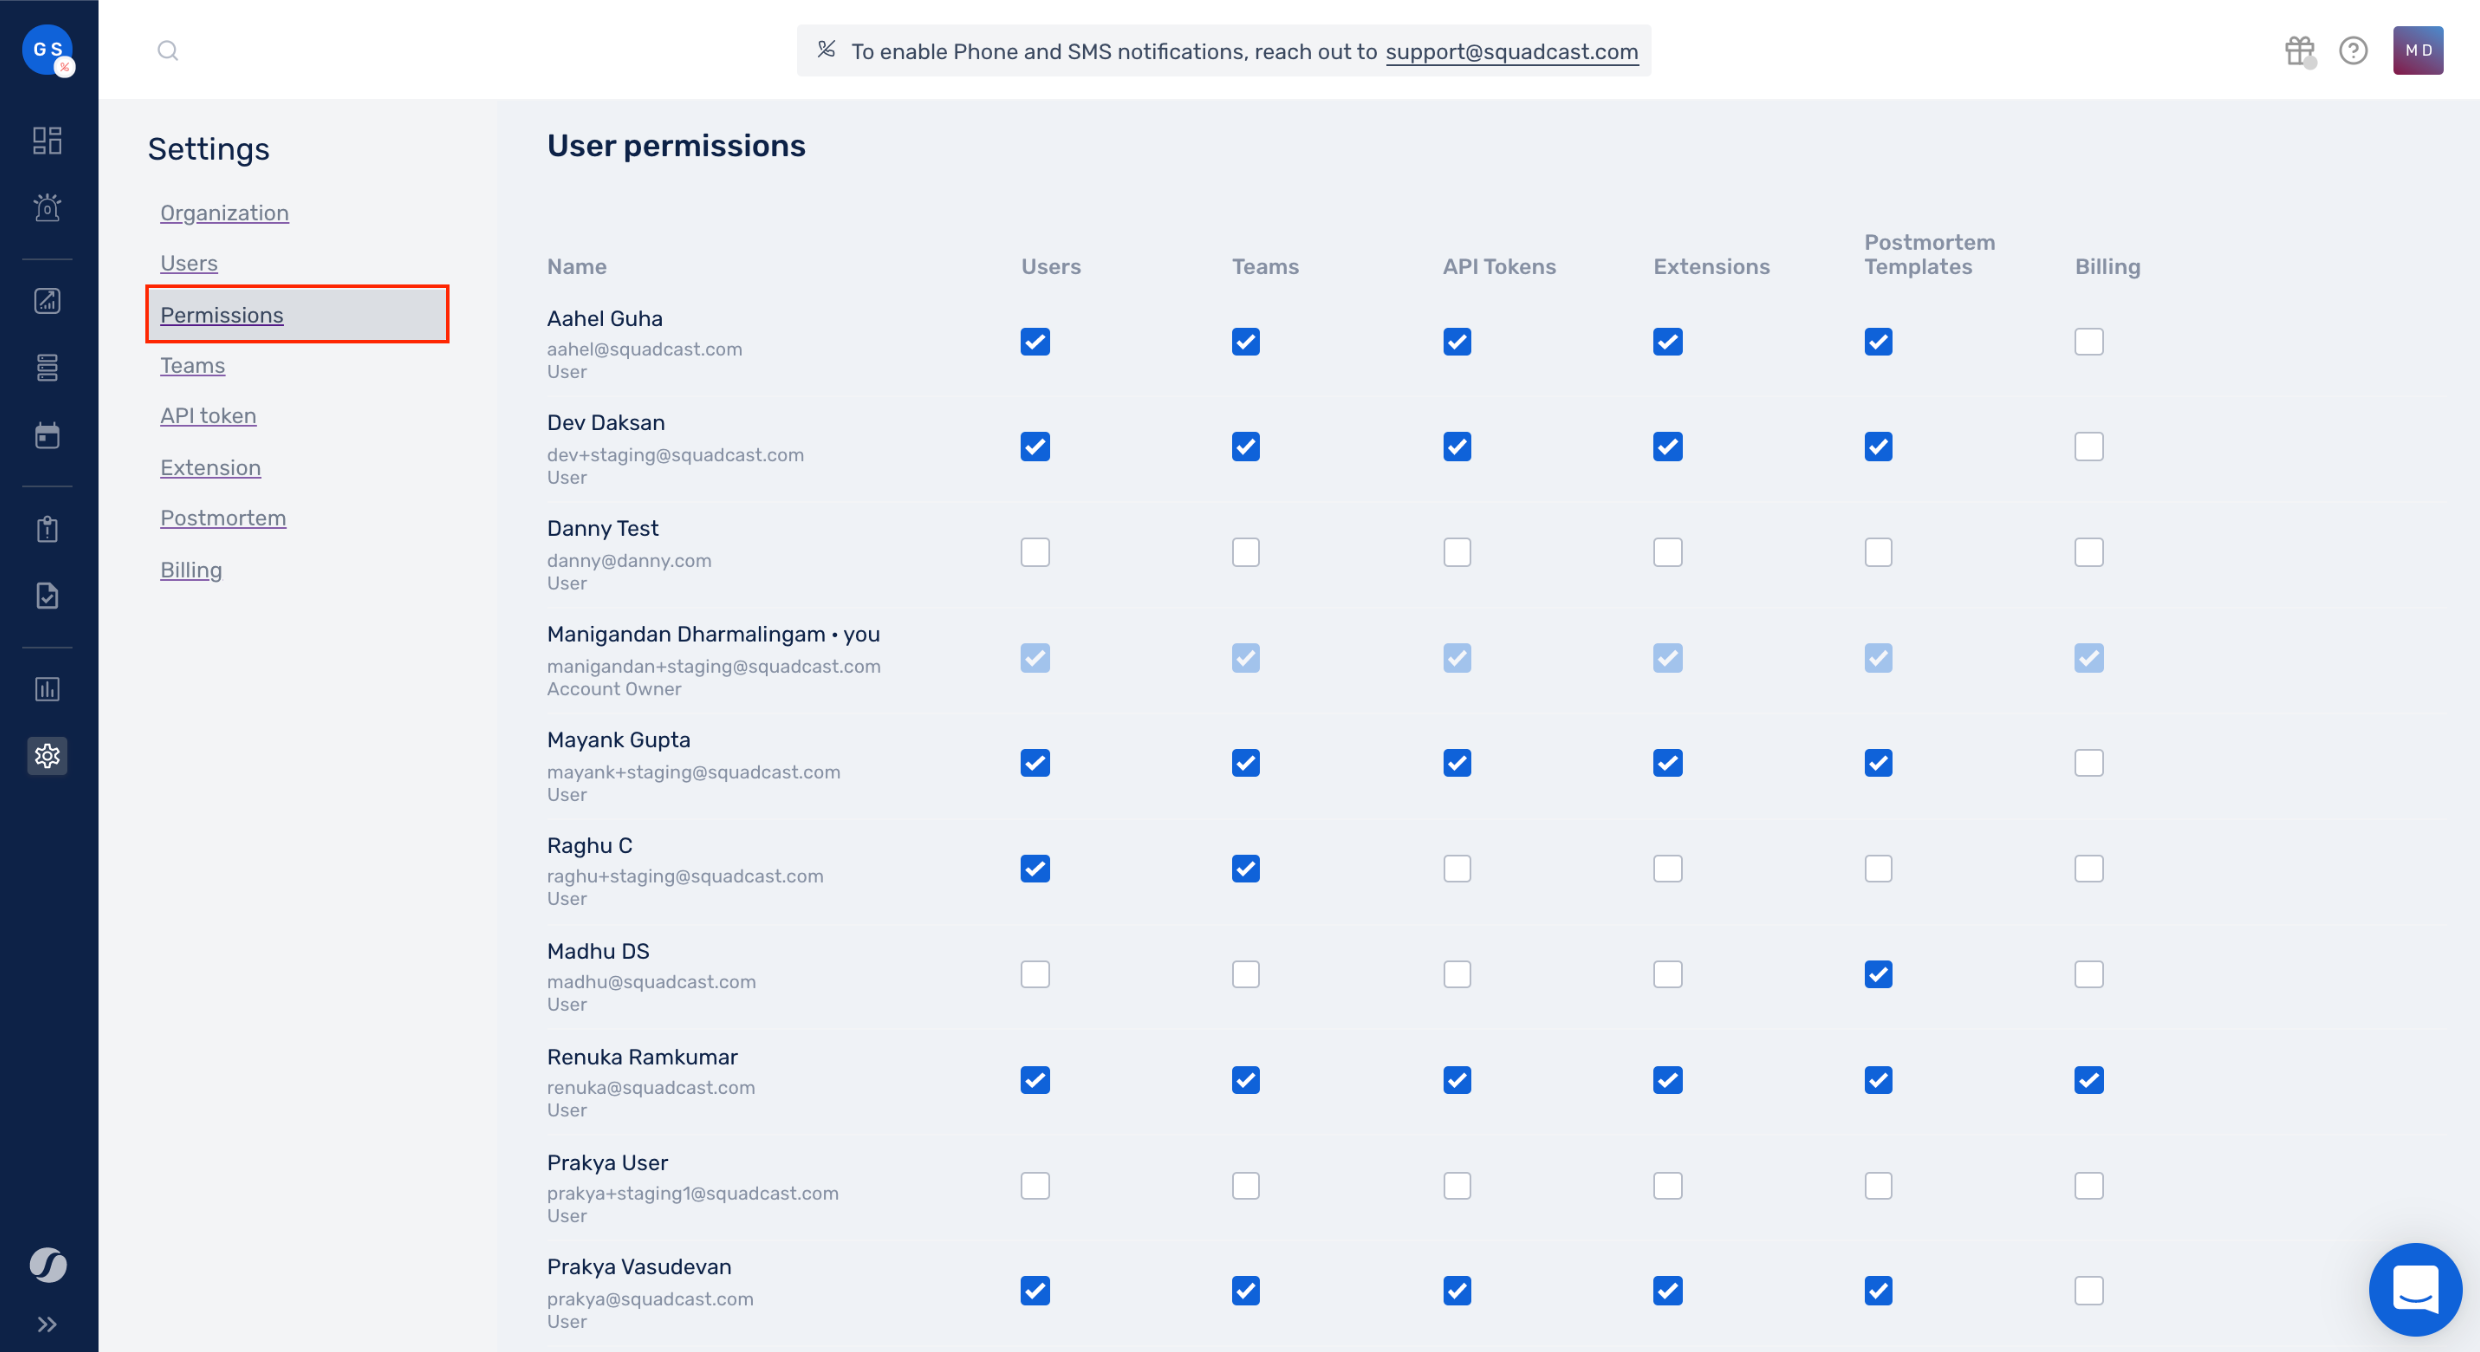 GS
To enable Phone and SMS notifications, reach out to support@squadcast.com
MD
Settings
Organization
Users
Permissions
Teams
API token
Extension
Postmortem
Billing
User permissions
Name Users Teams API Tokens Extensions Postmortem Templates Billing
Aahel Guha
aahel@squadcast.com
User
Dev Daksan
dev+staging@squadcast.com
User
Danny Test
danny@danny.com
User
Manigandan Dharmalingam • you
manigandan+staging@squadcast.com
Account Owner
Mayank Gupta
mayank+staging@squadcast.com
User
Raghu C
raghu+staging@squadcast.com
User
Madhu DS
madhu@squadcast.com
User
Renuka Ramkumar
renuka@squadcast.com
User
Prakya User
prakya+staging1@squadcast.com
User
Prakya Vasudevan
prakya@squadcast.com
User